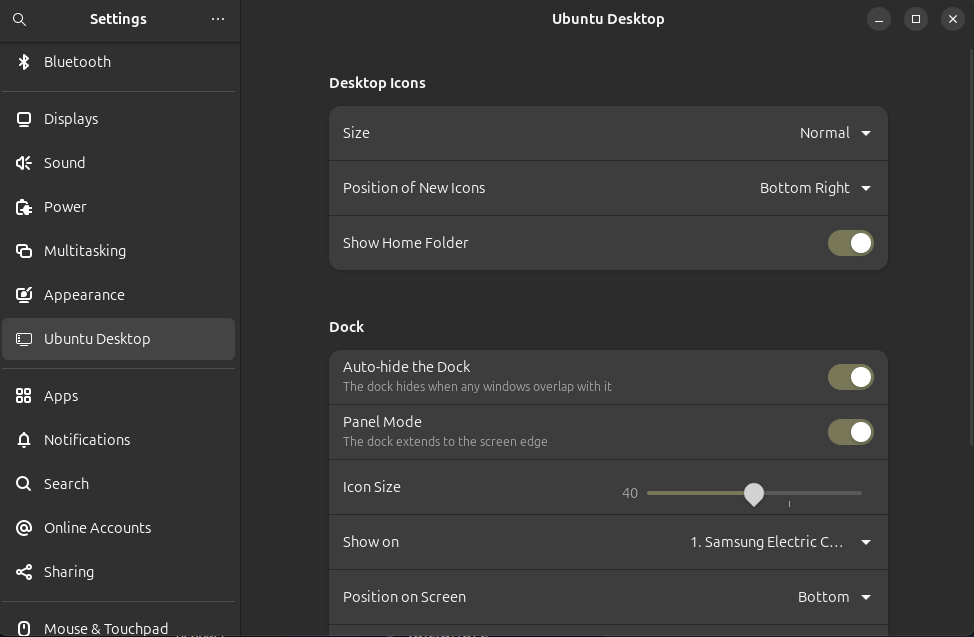 Settings
Bluetooth
Displays
Sound
Power
Multitasking
Appearance
Ubuntu Desktop
Apps
Notifications
Search
Online Accounts
Sharing
Mouse & Touchpad
Ubuntu Desktop
Desktop Icons
Size Normal
Position of New Icons Bottom Right
Show Home Folder
Dock
Auto-hide the Dock
The dock hides when any windows overlap with it
Panel Mode
The dock extends to the screen edge
Icon Size 40
Show on 1. Samsung Electric C...
Position on Screen Bottom